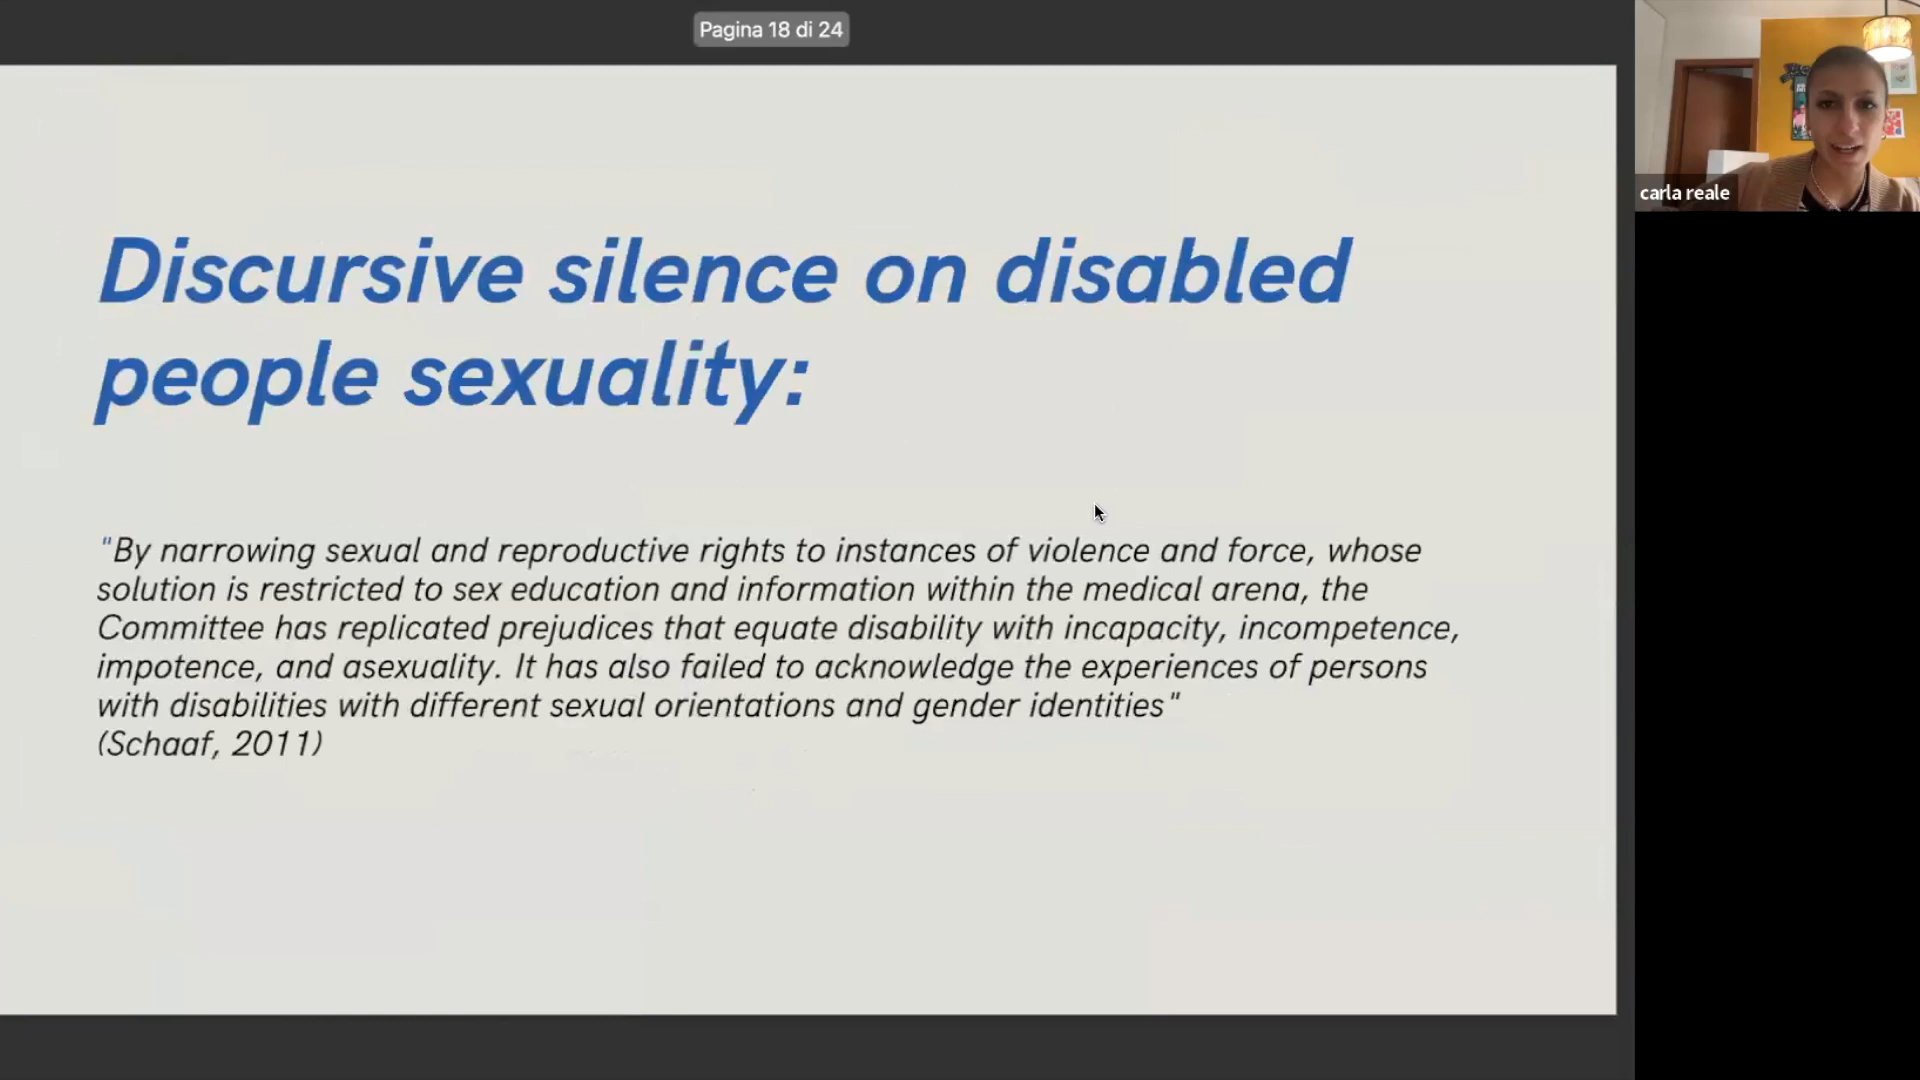 Pagina 18 di 24
carla reale
Discursive silence on disabled
people sexuality:
"By narrowing sexual and reproductive rights to instances of violence and force, whose
solution is restricted to sex education and information within the medical arena, the
Committee has replicated prejudices that equate disability with incapacity, incompetence,
impotence, and asexuality. It has also failed to acknowledge the experiences of persons
with disabilities with different sexual orientations and gender identities"
(Schaaf, 2011)